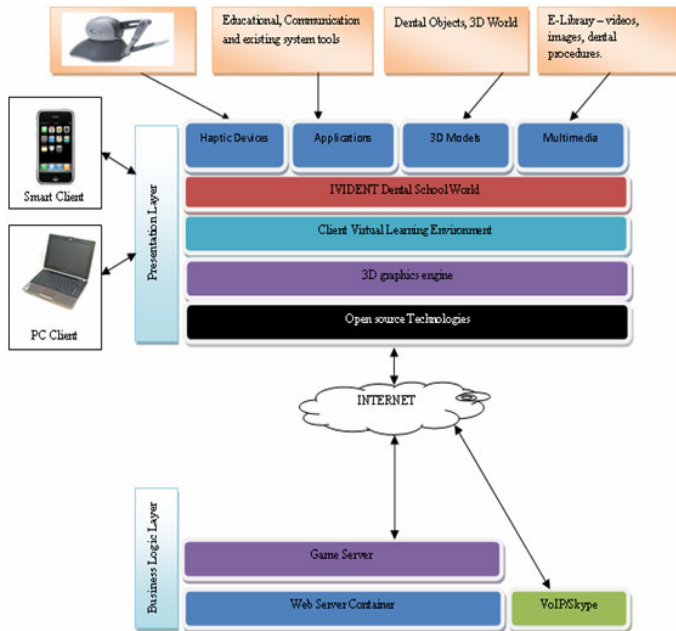 Educational, Communication
and existing system tools
Dental Objects, 3D World
E-Library – videos,
images, dental
procedures.
Haptic Devices
Applications
3D Models
Multimedia
Smart Client
PC Client
Presentation Layer
IVIDENT Dental School World
Client Virtual Learning Environment
3D graphics engine
Open source Technologies
INTERNET
Business Logic Layer
Game Server
Web Server Container
VoIP/Skype